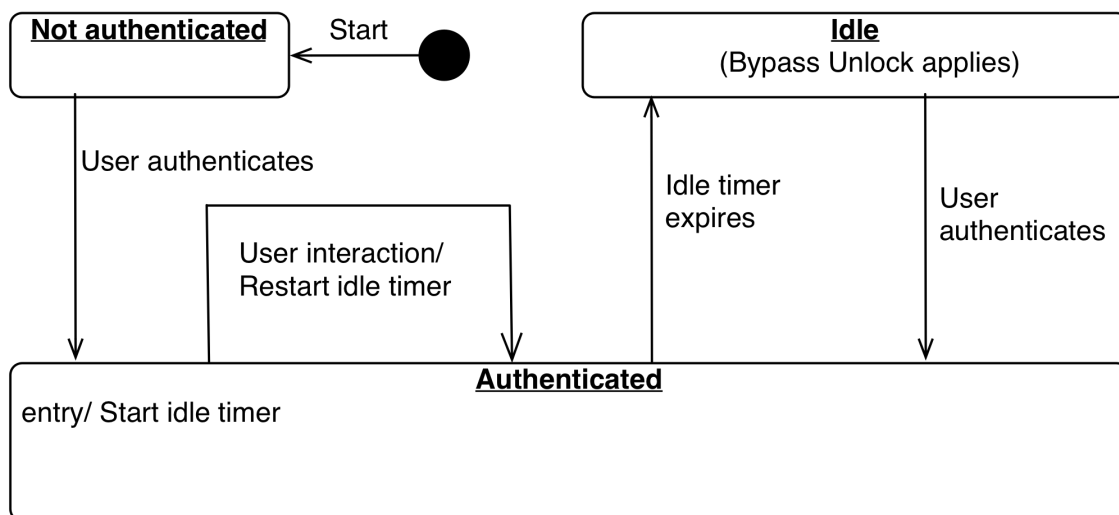 Not authenticated
Start
Idle
(Bypass Unlock applies)
User authenticates
User interaction/
Restart idle timer
Idle timer
expires
User
authenticates
Authenticated
entry/ Start idle timer